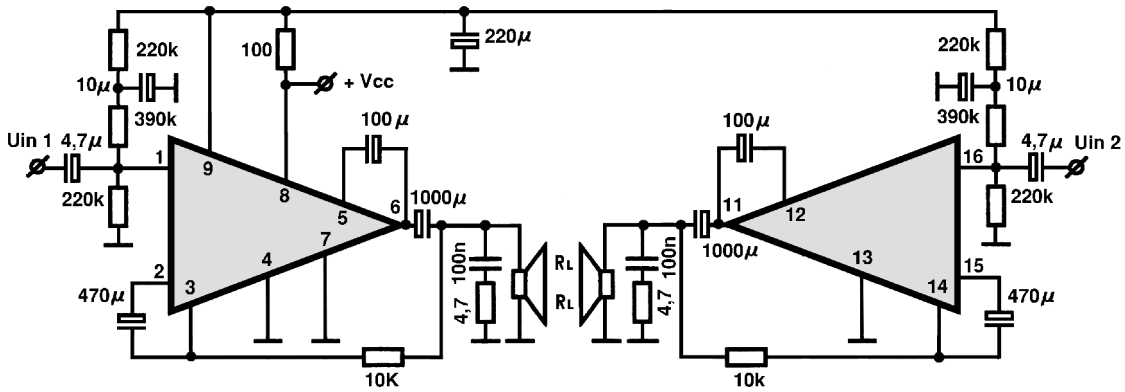 220k
100
220µ
220k
10µ
+ Vcc
10µ
390k
100µ
100µ
390k
Uin 1
4,7µ
4,7µ
Uin 2
1
9
16
220k
8
5
6
1000µ
11
12
220k
7
1000µ
2
4
100n
RL
100n
13
15
470µ
3
4,7
RL
4,7
14
470µ
10K
10k